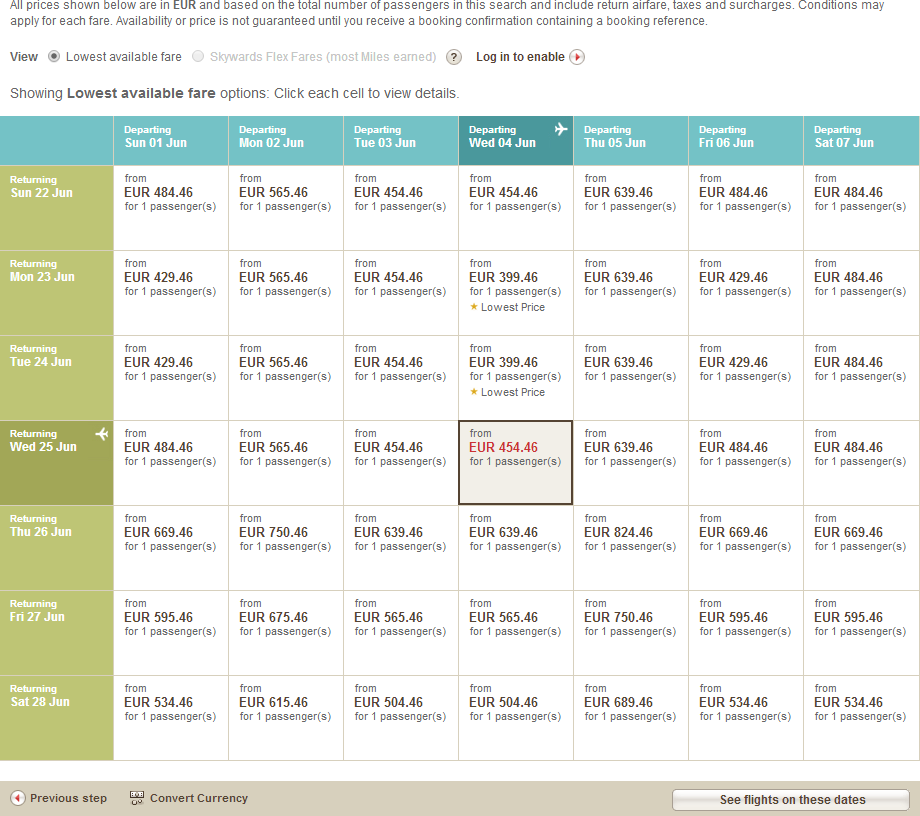 All prices shown below are in EUR and based on the total number of passengers in this search and include return airfare, taxes and surcharges. Conditions may
apply for each fare. Availability or price is not guaranteed until you receive a booking confirmation containing a booking reference.
View Lowest available fare Skywards Flex Fares (most Miles earned) ? Log in to enable
Showing Lowest available fare options: Click each cell to view details.
Departing Departing Departing Departing Departing Departing Departing
Sun 01 Jun Mon 02 Jun Tue 03 Jun Wed 04 Jun Thu 05 Jun Fri 06 Jun Sat 07 Jun
Returning from from from from from from from
Sun 22 Jun EUR 484.46 EUR 565.46 EUR 454.46 EUR 454.46 EUR 639.46 EUR 484.46 EUR 484.46
for 1 passenger(s) for 1 passenger(s) for 1 passenger(s) for 1 passenger(s) for 1 passenger(s) for 1 passenger(s) for 1 passenger(s)
Returning from from from from from from from
Mon 23 Jun EUR 429.46 EUR 565.46 EUR 454.46 EUR 399.46 EUR 639.46 EUR 429.46 EUR 484.46
for 1 passenger(s) for 1 passenger(s) for 1 passenger(s) for 1 passenger(s) for 1 passenger(s) for 1 passenger(s) for 1 passenger(s)
Lowest Price
Returning from from from from from from from
Tue 24 Jun EUR 429.46 EUR 565.46 EUR 454.46 EUR 399.46 EUR 639.46 EUR 429.46 EUR 484.46
for 1 passenger(s) for 1 passenger(s) for 1 passenger(s) for 1 passenger(s) for 1 passenger(s) for 1 passenger(s) for 1 passenger(s)
Lowest Price
Returning from from from from from from from
Wed 25 Jun EUR 484.46 EUR 565.46 EUR 454.46 EUR 454.46 EUR 639.46 EUR 484.46 EUR 484.46
for 1 passenger(s) for 1 passenger(s) for 1 passenger(s) for 1 passenger(s) for 1 passenger(s) for 1 passenger(s) for 1 passenger(s)
Returning from from from from from from from
Thu 26 Jun EUR 669.46 EUR 750.46 EUR 639.46 EUR 639.46 EUR 824.46 EUR 669.46 EUR 669.46
for 1 passenger(s) for 1 passenger(s) for 1 passenger(s) for 1 passenger(s) for 1 passenger(s) for 1 passenger(s) for 1 passenger(s)
Returning from from from from from from from
Fri 27 Jun EUR 595.46 EUR 675.46 EUR 565.46 EUR 565.46 EUR 750.46 EUR 595.46 EUR 595.46
for 1 passenger(s) for 1 passenger(s) for 1 passenger(s) for 1 passenger(s) for 1 passenger(s) for 1 passenger(s) for 1 passenger(s)
Returning from from from from from from from
Sat 28 Jun EUR 534.46 EUR 615.46 EUR 504.46 EUR 504.46 EUR 689.46 EUR 534.46 EUR 534.46
for 1 passenger(s) for 1 passenger(s) for 1 passenger(s) for 1 passenger(s) for 1 passenger(s) for 1 passenger(s) for 1 passenger(s)
Previous step Convert Currency See flights on these dates